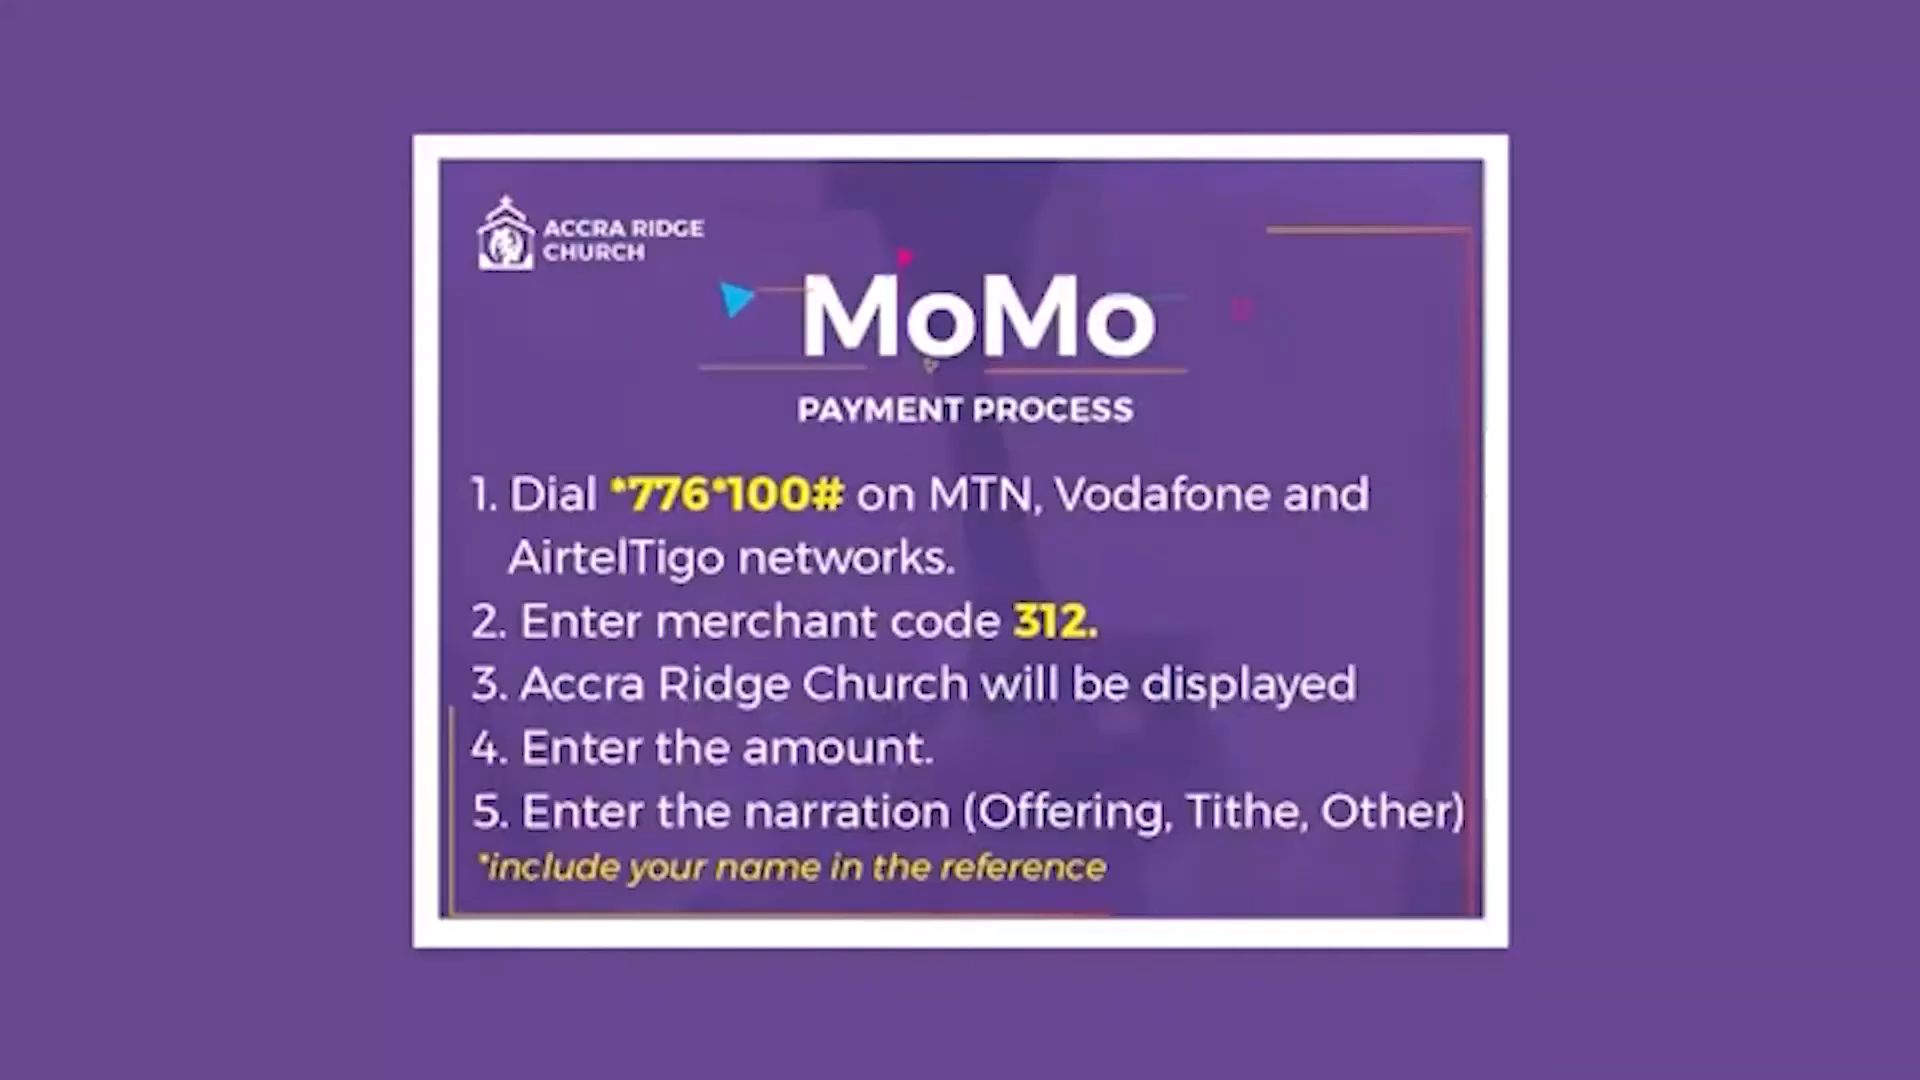 ACCRA RIDGE
CHURCH
MoMo
PAYMENT PROCESS
1. Dial *776*100# on MTN, Vodafone and
AirtelTigo networks.
2. Enter merchant code 312.
3. Accra Ridge Church will be displayed
4. Enter the amount.
5. Enter the narration (Offering, Tithe, Other)
*include your name in the reference